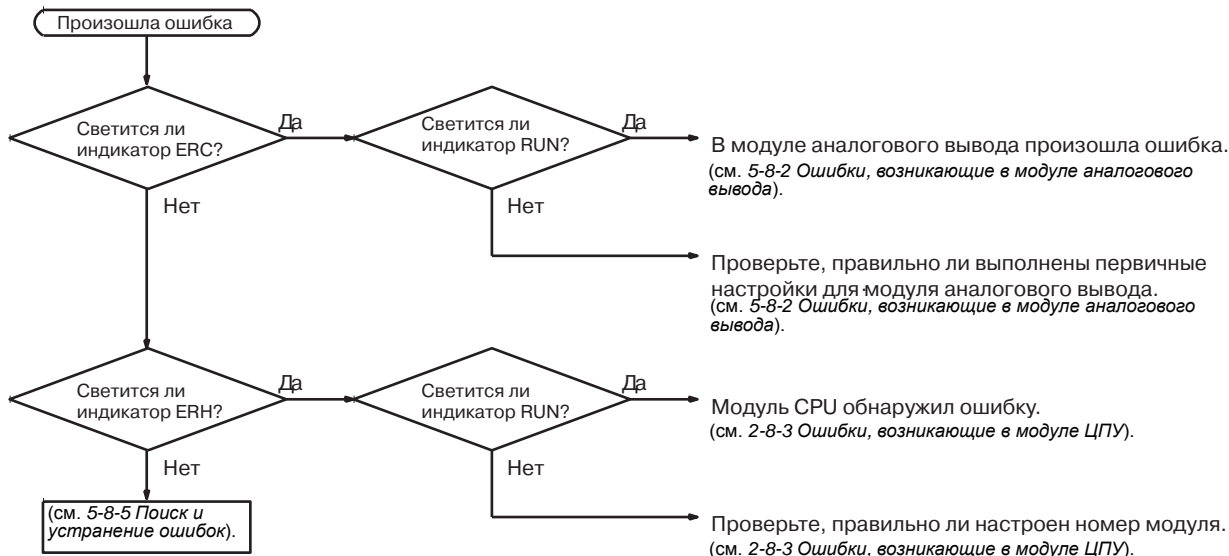 Произошла ошибка
Светится ли
индикатор ERC?
Да
Светится ли
индикатор RUN?
Да
В модуле аналогового вывода произошла ошибка.
(см. 5-8-2 Ошибки, возникающие в модуле аналогового
вывода).
Нет
Нет
Проверьте, правильно ли выполнены первичные
настройки для модуля аналогового вывода.
(см. 5-8-2 Ошибки, возникающие в модуле аналогового
вывода).
Светится ли
индикатор ERH?
Да
Светится ли
индикатор RUN?
Да
Модуль CPU обнаружил ошибку.
(см. 2-8-3 Ошибки, возникающие в модуле ЦПУ).
Нет
Нет
(см. 5-8-5 Поиск и
устранение ошибок).
Проверьте, правильно ли настроен номер модуля.
(см. 2-8-3 Ошибки, возникающие в модуле ЦПУ).